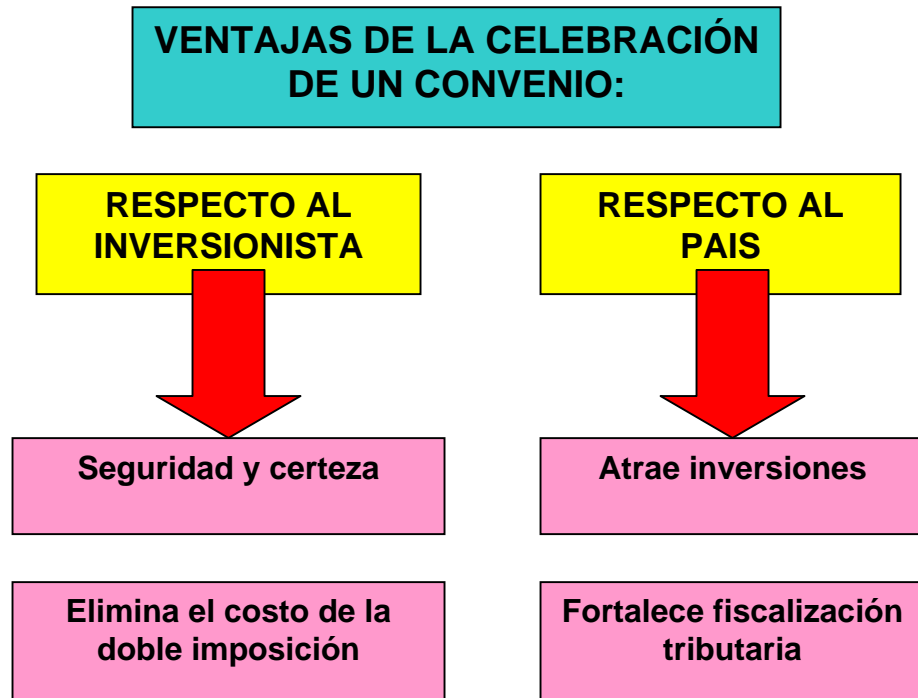 VENTAJAS DE LA CELEBRACIÓN
DE UN CONVENIO:
RESPECTO AL
INVERSIONISTA
RESPECTO AL
PAIS
Seguridad y certeza
Atrae inversiones
Elimina el costo de la
doble imposición
Fortalece fiscalización
tributaria